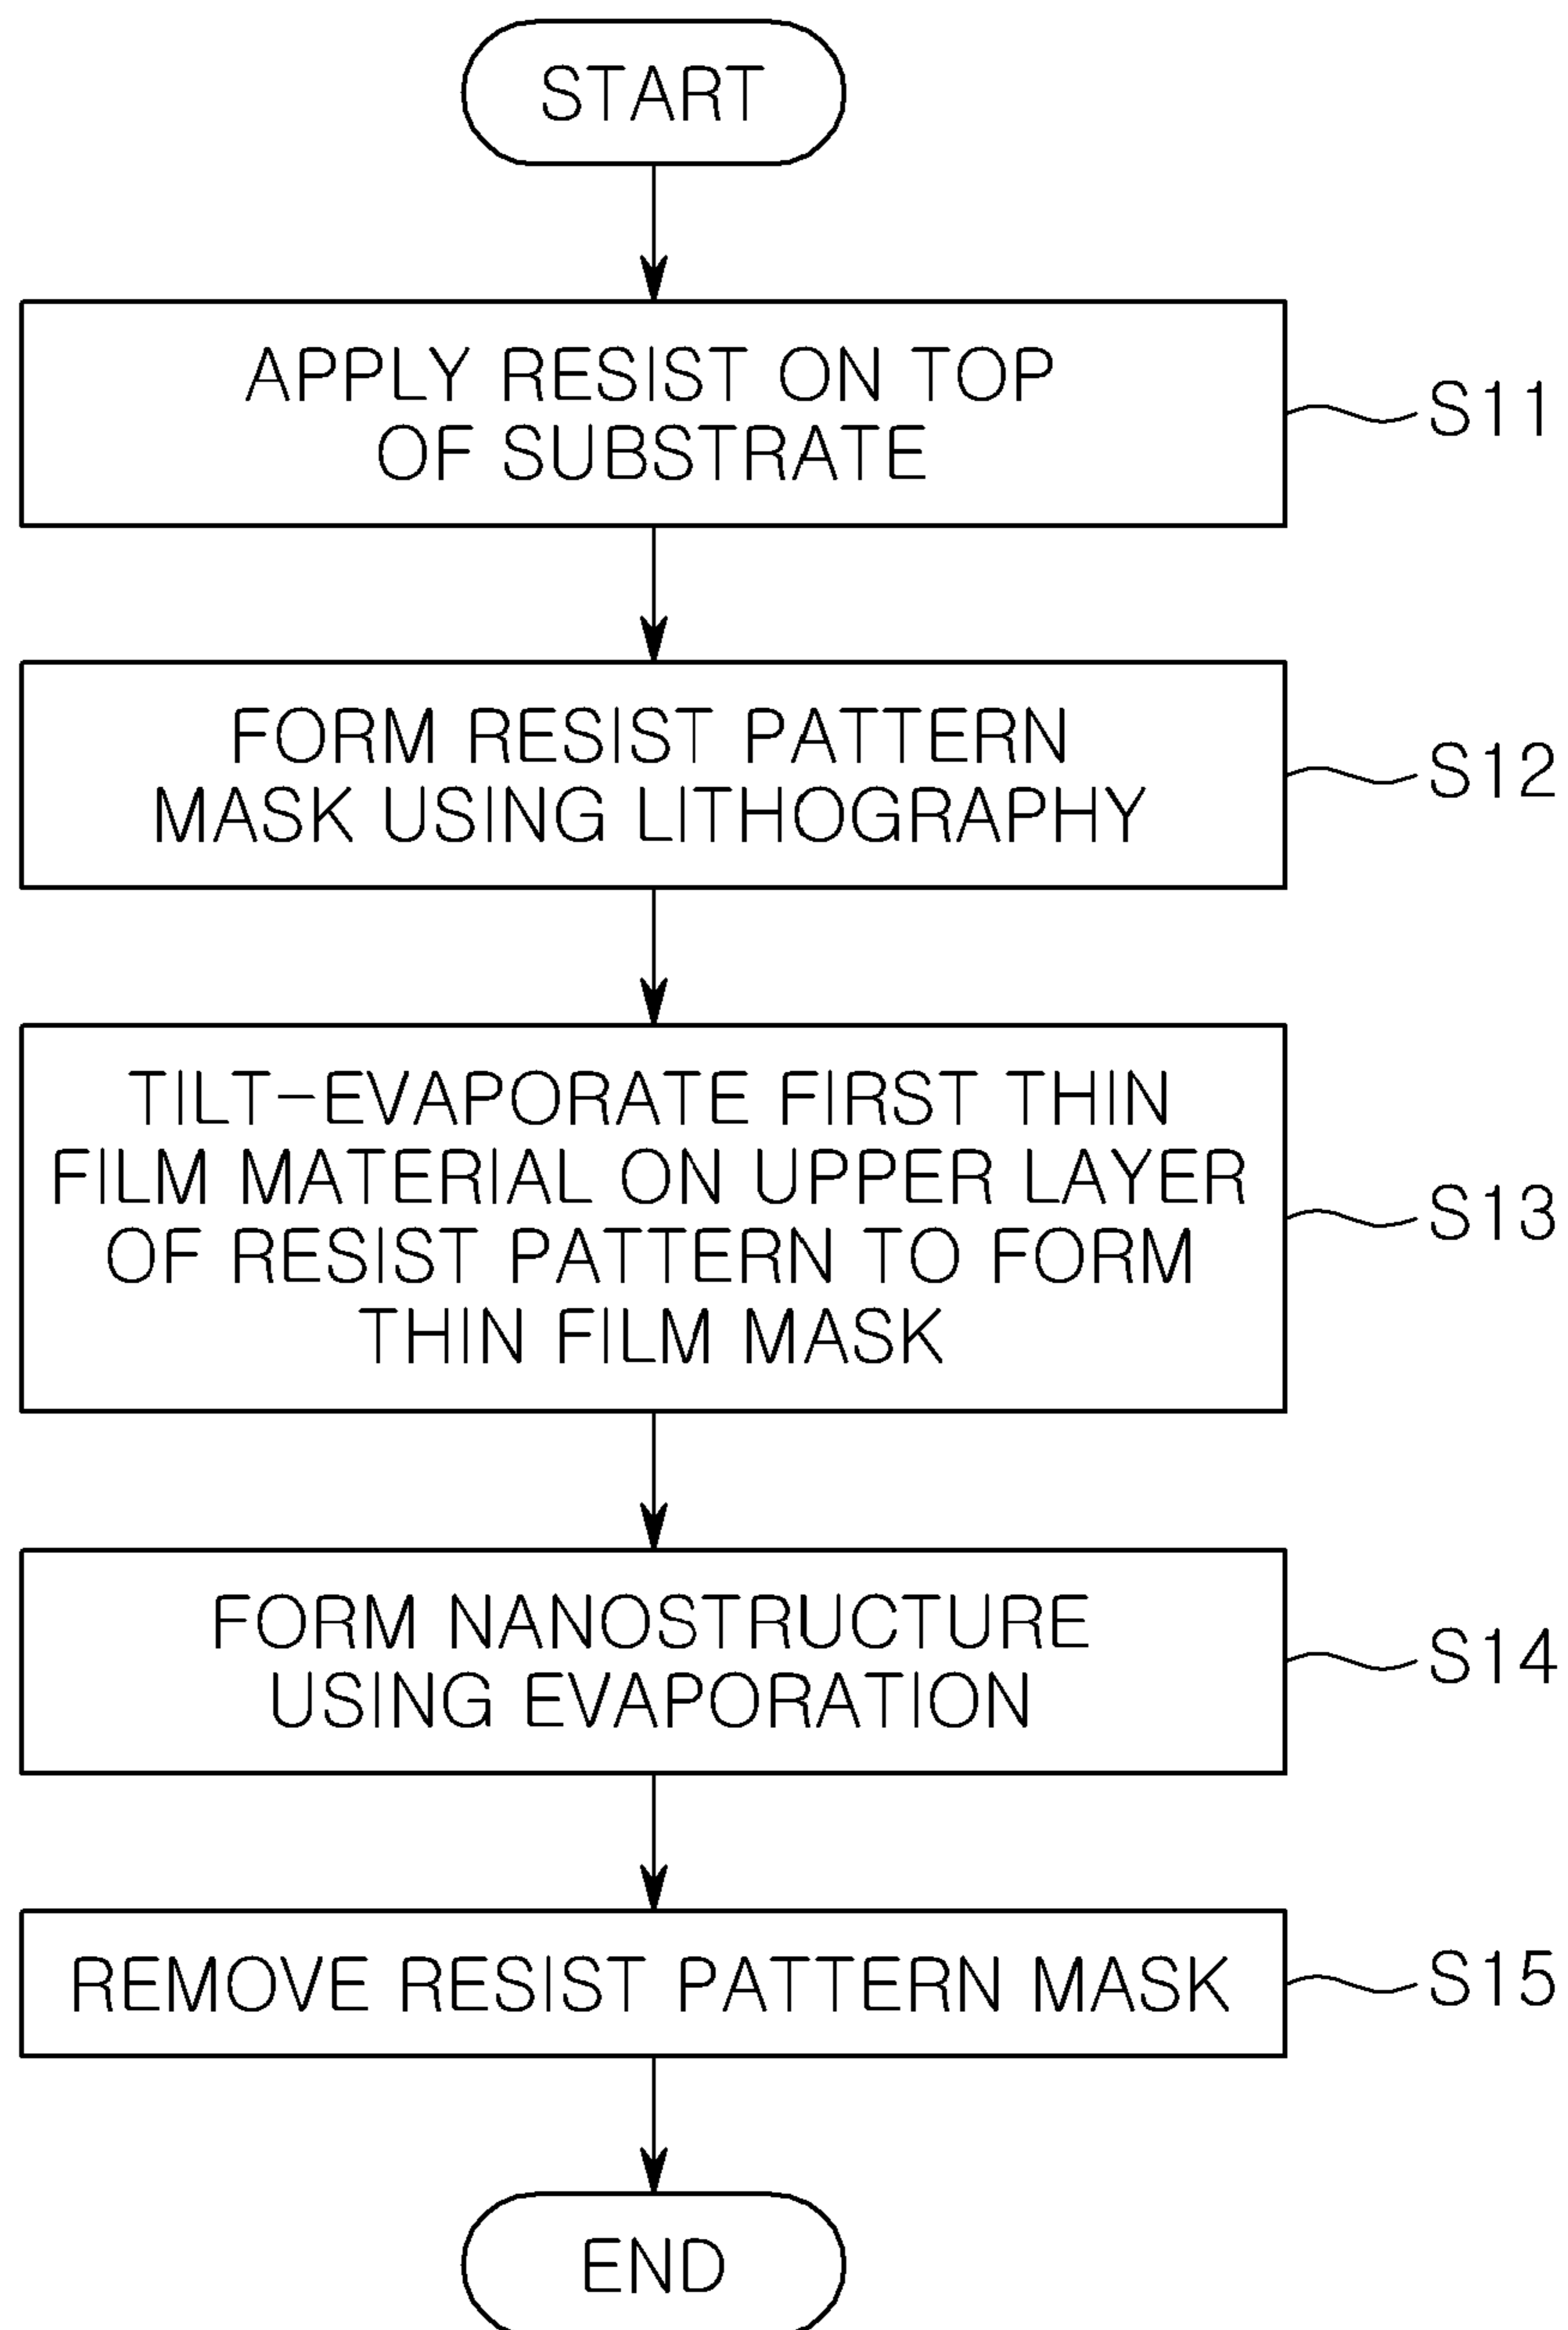 START
APPLY RESIST ON TOP
OF SUBSTRATE
S11
FORM RESIST PATTERN
MASK USING LITHOGRAPHY
S12
TILT-EVAPORATE FIRST THIN
FILM MATERIAL ON UPPER LAYER
OF RESIST PATTERN TO FORM
THIN FILM MASK
S13
FORM NANOSTRUCTURE
USING EVAPORATION
S14
REMOVE RESIST PATTERN MASK
S15
END